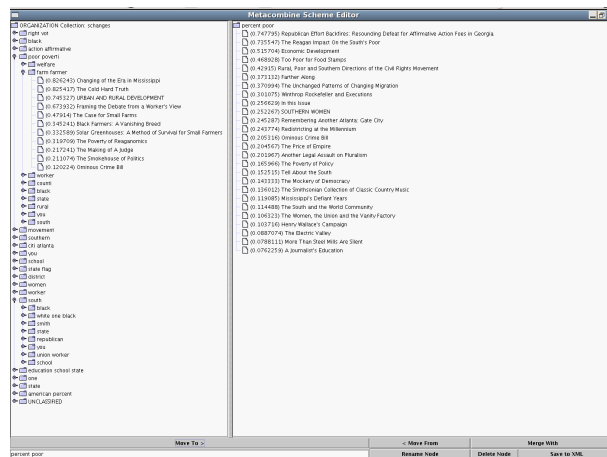 Metacombine Scheme Editor
ORGANIZATION Collection: schanges
right vot
black
action affirmative
poor poverti
welfare
farm farmer
(0.826243) Changing of the Era in Mississippi
(0.825417) The Cold Hard Truth
(0.745327) URBAN AND RURAL DEVELOPMENT
(0.673932) Framing the Debate from a Worker's View
(0.47914) The Case for Small Farms
(0.345241) Black Farmers: A Vanishing Breed
(0.332589) Solar Greenhouses: A Method of Survival for Small Farmers
(0.319709) The Poverty of Reaganomics
(0.217241) The Making of A Judge
(0.211074) The Smokehouse of Politics
(0.120224) Ominous Crime Bill
worker
counti
black
state
rural
you
south
movement
southern
citi atlanta
you
school
state flag
district
women
worker
south
black
white one black
smith
state
republican
you
union worker
school
education school state
one
state
american percent
UNCLASSIFIED
percent poor
(0.747795) Republican Effort Backfires: Resounding Defeat for Affirmative Action Foes in Georgia
(0.735547) The Reagan Impact On the South's Poor
(0.515704) Economic Development
(0.468928) Too Poor for Food Stamps
(0.42915) Rural, Poor and Southern Directions of the Civil Rights Movement
(0.373132) Farther Along
(0.370994) The Unchanged Patterns of Changing Migration
(0.301075) Winthrop Rockefeller and Executions
(0.256629) In this Issue
(0.252267) SOUTHERN WOMEN
(0.245287) Remembering Another Atlanta: Gate City
(0.243774) Redistricting at the Millennium
(0.205316) Ominous Crime Bill
(0.204567) The Price of Empire
(0.201967) Another Legal Assault on Pluralism
(0.165966) The Poverty of Policy
(0.152515) Tell About the South
(0.143333) The Mockery of Democracy
(0.136012) The Smithsonian Collection of Classic Country Music
(0.119085) Mississippi's Defiant Years
(0.114488) The South and the World Community
(0.106323) The Women, the Union and the Vanity Factory
(0.103716) Henry Wallace's Campaign
(0.0887074) The Electric Valley
(0.0788111) More Than Steel Mills Are Silent
(0.0762259) A Journalist's Education
Move To >
< Move From
Merge With
percent poor
Rename Node
Delete Node
Save to XML